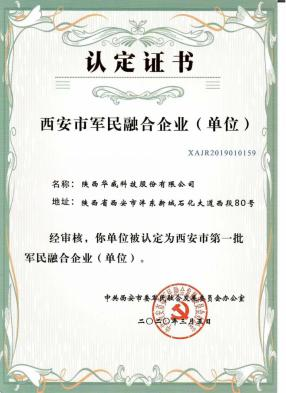 认定证书
西安市军民融合企业（单位）
XAJR2019010159
名称：陕西华威科技股份有限公司
地址：陕西省西安市沣东新城石化大道西段80号
经审核，你单位被认定为西安市第一批
军民融合企业（单位）。
中共西安市委军民融合发展委员会办公室
二〇二〇年三月五日